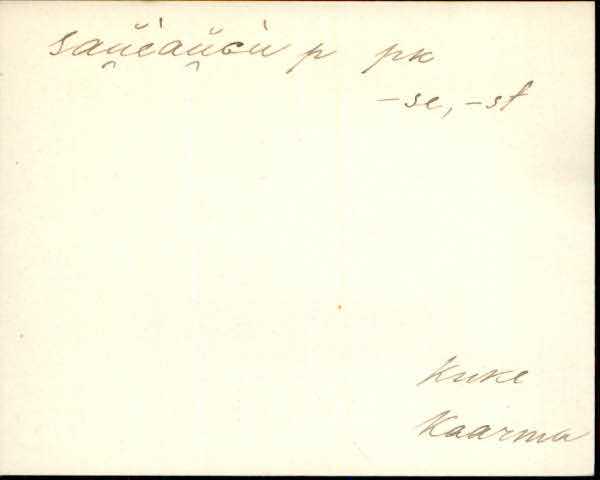 p pk
-se, -st
Kuke
Kaarma